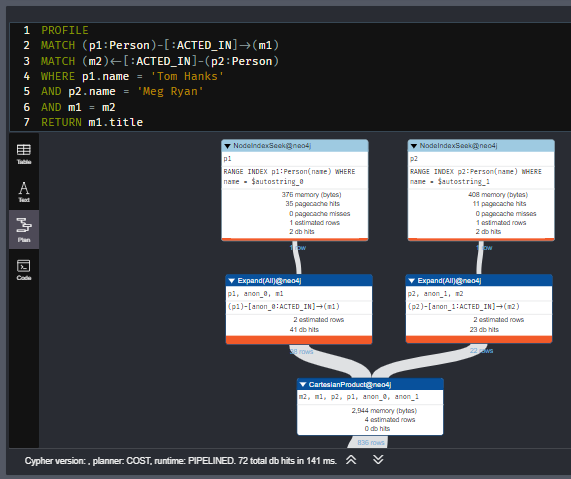 1 PROFILE
2 MATCH (p1:Person)-[:ACTED_IN]→(m1)
3 MATCH (m2)←[:ACTED_IN]-(p2:Person)
4 WHERE p1.name = 'Tom Hanks'
5 AND p2.name = 'Meg Ryan'
6 AND m1 = m2
7 RETURN m1.title
Table
Text
Plan
Code
NodeIndexSeek@neo4j
p1
RANGE INDEX p1:Person(name) WHERE
name = $autostring_0
376 memory (bytes)
35 pagecache hits
0 pagecache misses
1 estimated rows
2 db hits
1 row
NodeIndexSeek@neo4j
p2
RANGE INDEX p2:Person(name) WHERE
name = $autostring_1
408 memory (bytes)
11 pagecache hits
0 pagecache misses
1 estimated rows
2 db hits
1 row
Expand(All)@neo4j
p1, anon_0, m1
(p1)-[anon_0:ACTED_IN]→(m1)
2 estimated rows
41 db hits
38 rows
Expand(All)@neo4j
p2, anon_1, m2
(p2)-[anon_1:ACTED_IN]→(m2)
2 estimated rows
23 db hits
22 rows
CartesianProduct@neo4j
m2, m1, p2, p1, anon_0, anon_1
2,944 memory (bytes)
4 estimated rows
0 db hits
836 rows
Cypher version: , planner: COST, runtime: PIPELINED. 72 total db hits in 141 ms.